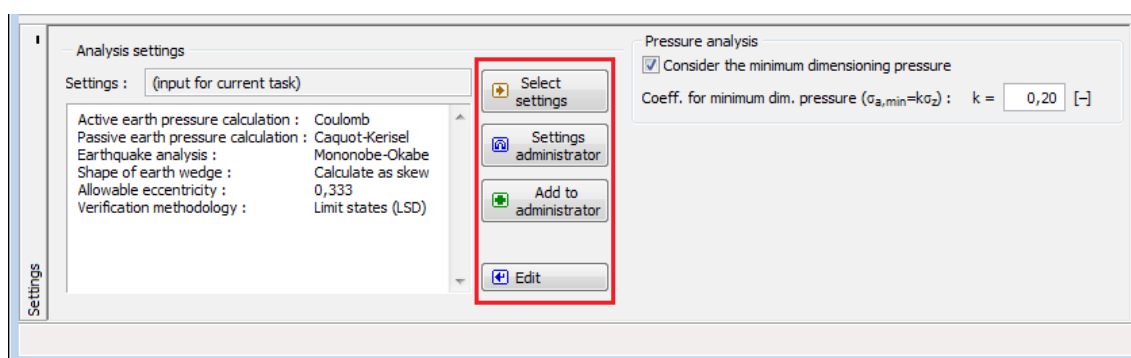 Analysis settings
Settings : (input for current task)
Active earth pressure calculation : Coulomb
Passive earth pressure calculation : Caquot-Kerisel
Earthquake analysis : Mononobe-Okabe
Shape of earth wedge : Calculate as skew
Allowable eccentricity : 0,333
Verification methodology : Limit states (LSD)
Select
settings
Settings
administrator
Add to
administrator
Edit
Pressure analysis
Consider the minimum dimensioning pressure
Coeff. for minimum dim. pressure (σa,min=kσz) : k = 0,20 [–]
Settings